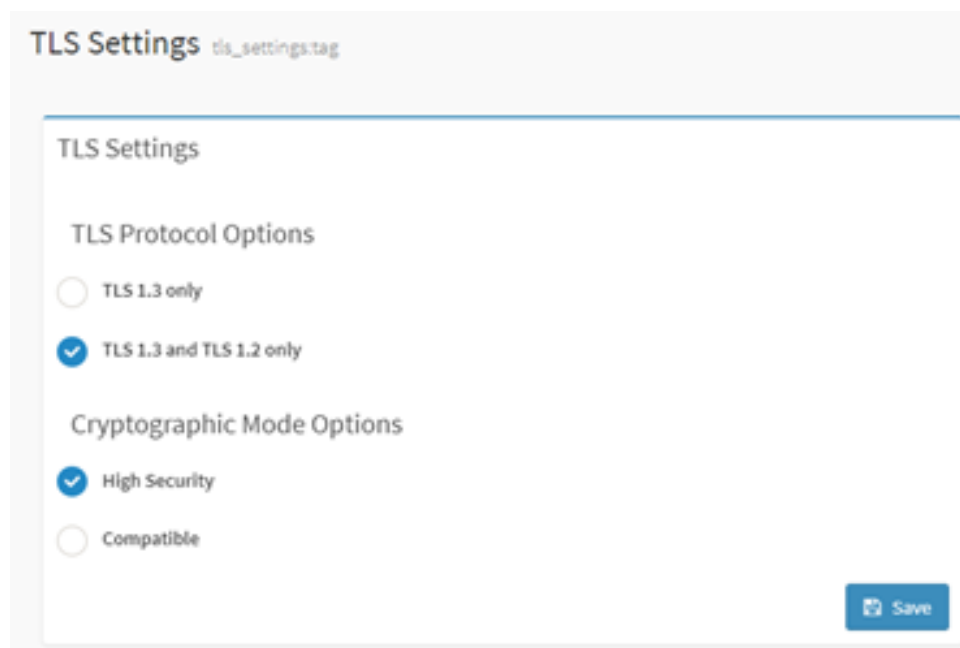 TLS Settings tls_settings:tag
TLS Settings
TLS Protocol Options
TLS 1.3 only
TLS 1.3 and TLS 1.2 only
Cryptographic Mode Options
High Security
Compatible
Save